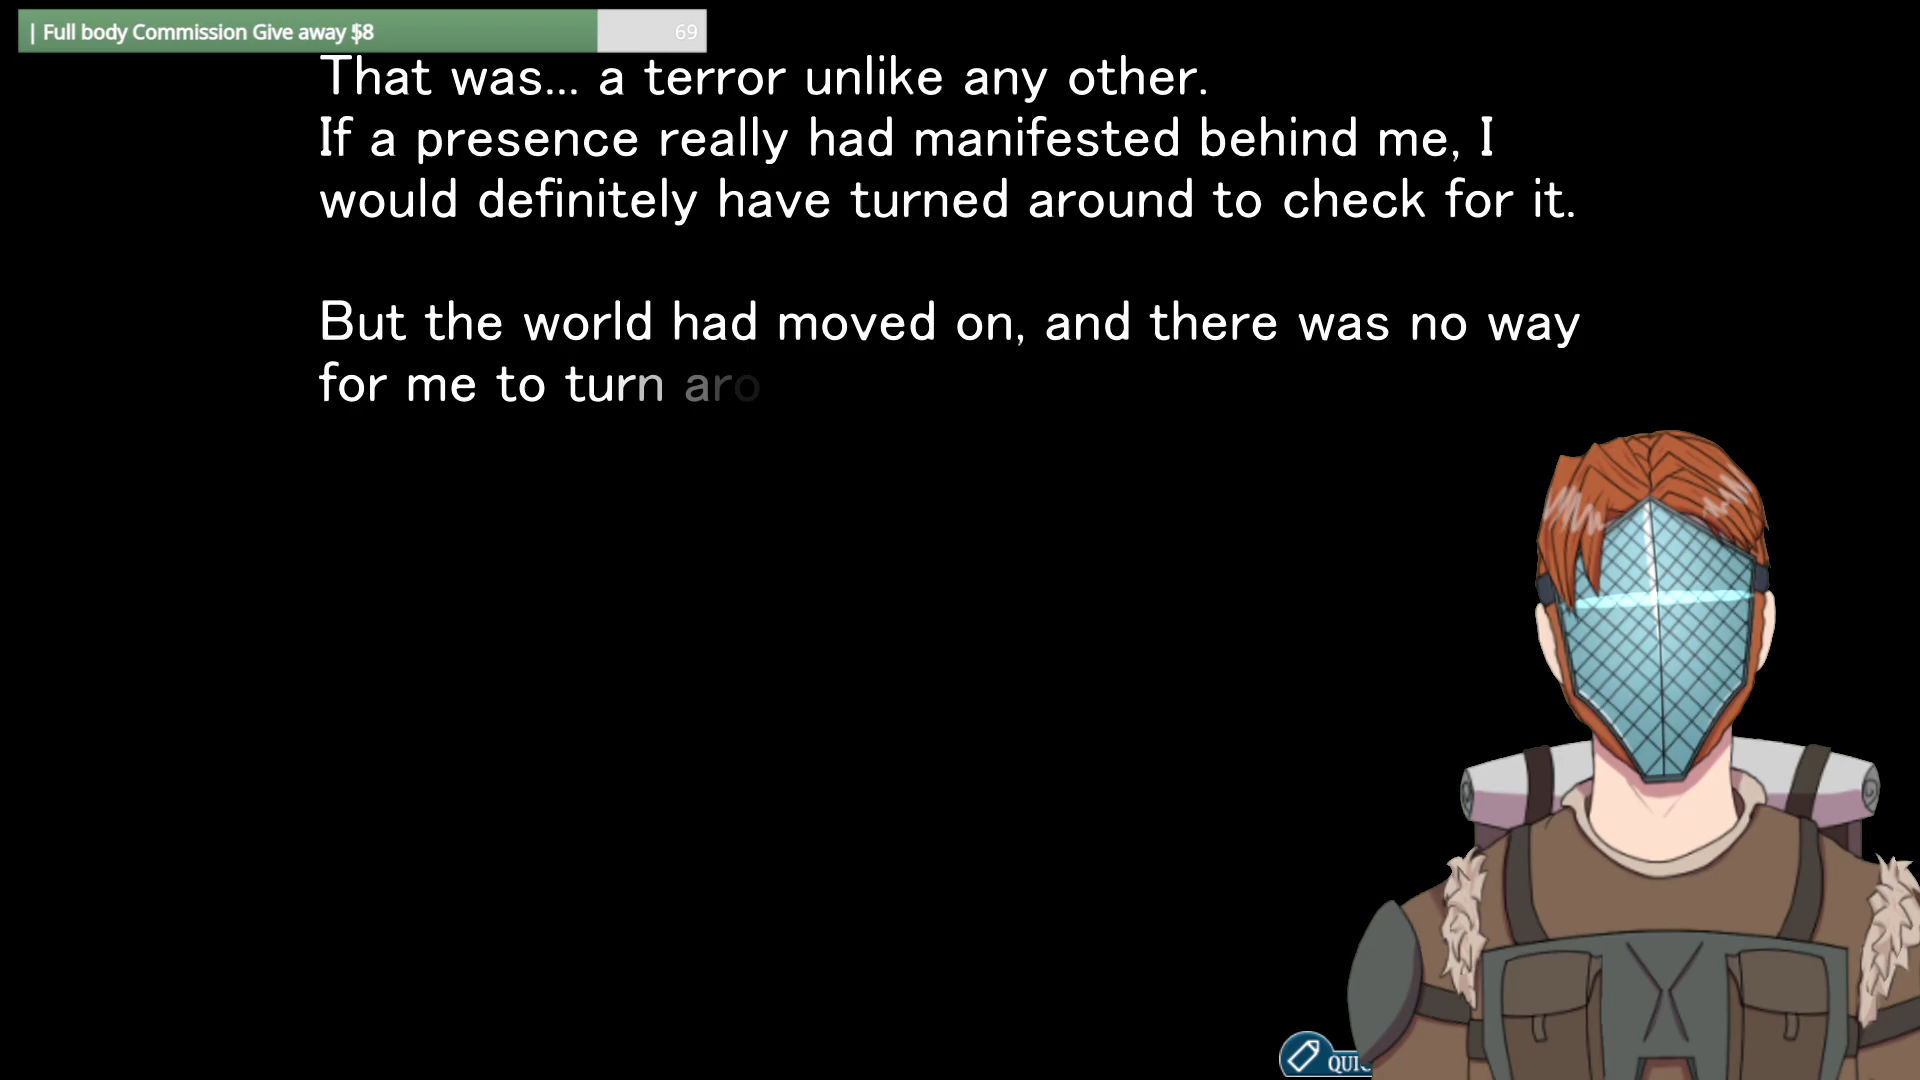 | Full body Commission Give away $8
69
That was... a terror unlike any other.
If a presence really had manifested behind me, I
would definitely have turned around to check for it.
But the world had moved on, and there was no way
for me to turn aro
QUIC